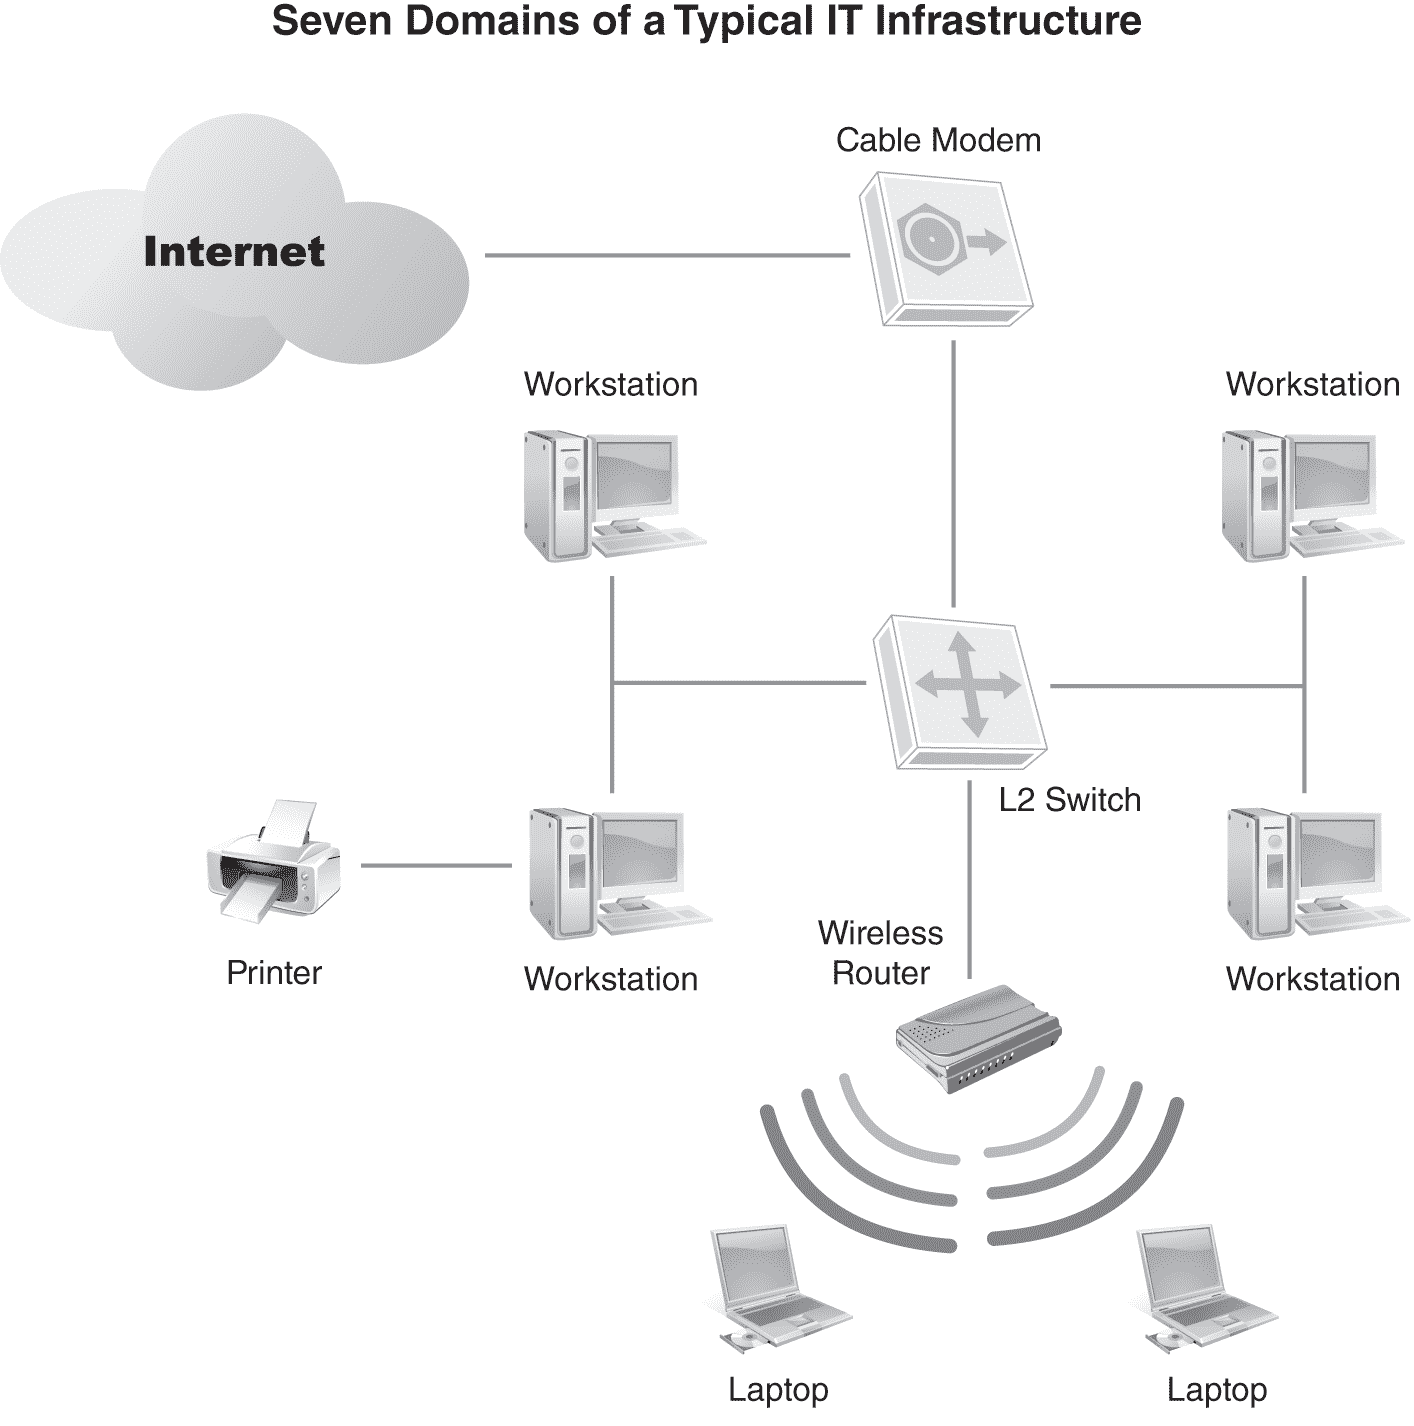 Seven Domains of a Typical IT Infrastructure
Cable Modem
Internet
Workstation
Workstation
L2 Switch
Wireless
Router
Printer
Workstation
Workstation
Laptop
Laptop